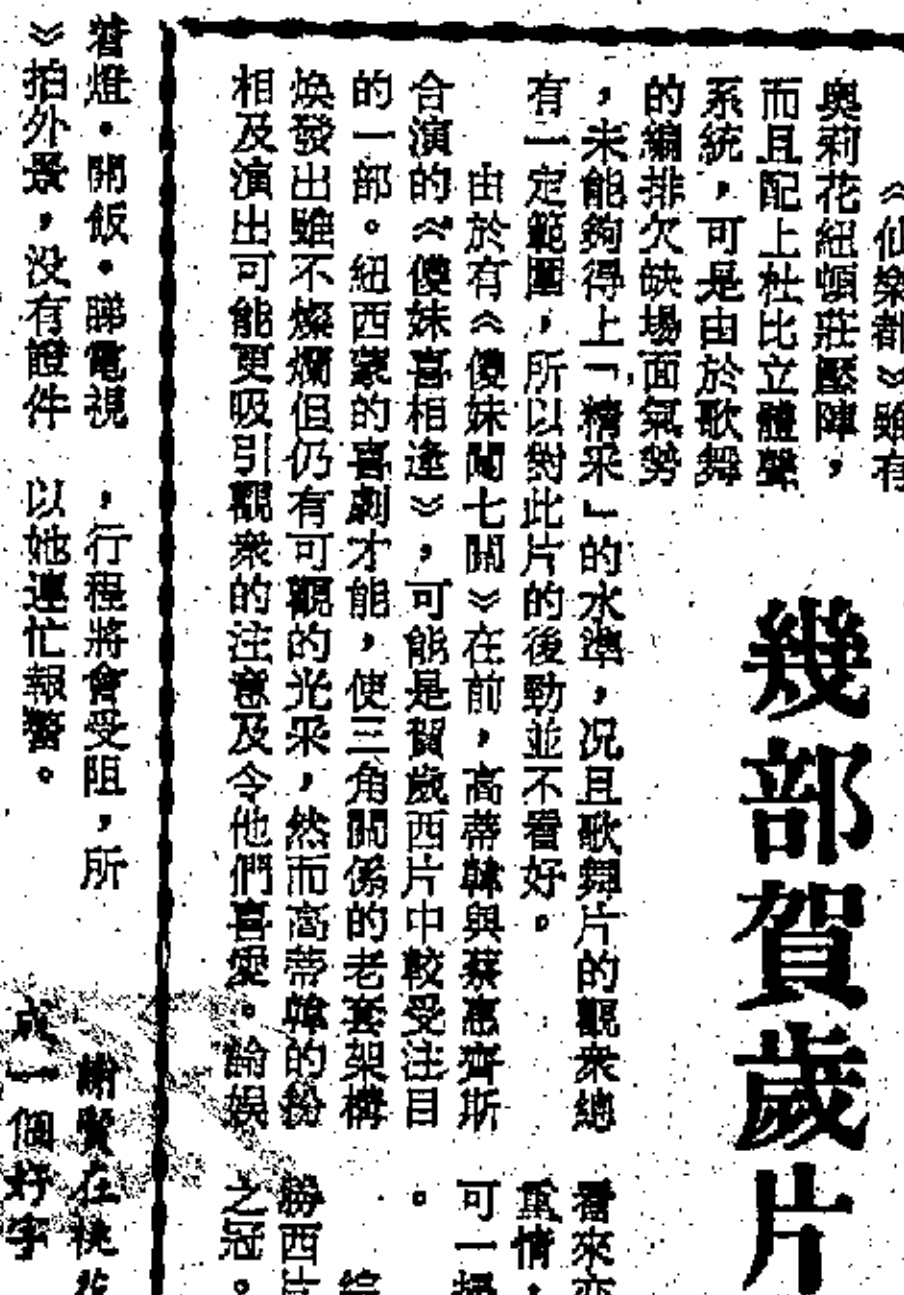 幾部賀歲片
《仙樂都》雖有
奧莉花紐頓莊壓陣，
而且配上杜比立體聲
系統，可是由於歌舞
的編排欠缺場面氣勢
，未能夠得上「精采」的水準，况且歌舞片的觀衆總
有一定範圍，所以對此片的後勁並不看好。
由於有《傻妹闖七關》在前，高蒂韓與蔡惠齊斯
合演的《傻妹喜相逢》，可能是賀歲西片中較受注目
的一部。紐西蒙的喜劇才能，使三角關係的老套架構
煥發出雖不燦爛但仍有可觀的光采，然而高蒂韓的扮
相及演出可能更吸引觀衆的注意及令他們喜愛。論娛
看來亦
重情，
可一
。
綜
勝西片
之冠。
着燈・開飯・睇電視
》拍外景，没有證件
，行程將會受阻，所
以她連忙報警。
謝賢在
成一個好